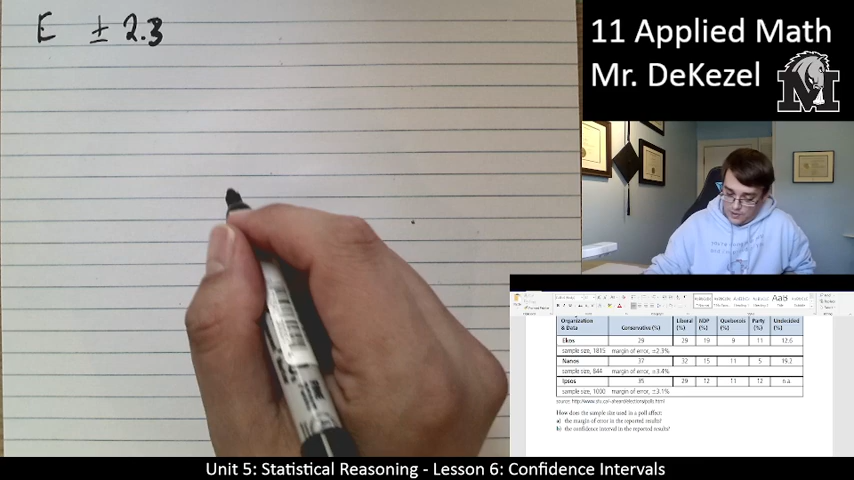 E ± 2.3
11 Applied Math
Mr. DeKezel
M
Organization
& Data
Conservative (%)
Liberal
(%)
NDP
(%)
Party
(%)
Undecided
(%)
Ekos 29 29 19 9 11 12.6
sample size, 1815 margin of error, ±2.3%
Nanos 37 32 15 11 5 19.2
sample size, 844 margin of error, ±3.4%
Ipsos 35 29 12 11 12 n.a.
sample size, 1000 margin of error, ±3.1%
How does the sample size used in a poll affect:
a) the margin of error in the reported results?
b) the confidence interval in the reported results?
Unit 5: Statistical Reasoning - Lesson 6: Confidence Intervals